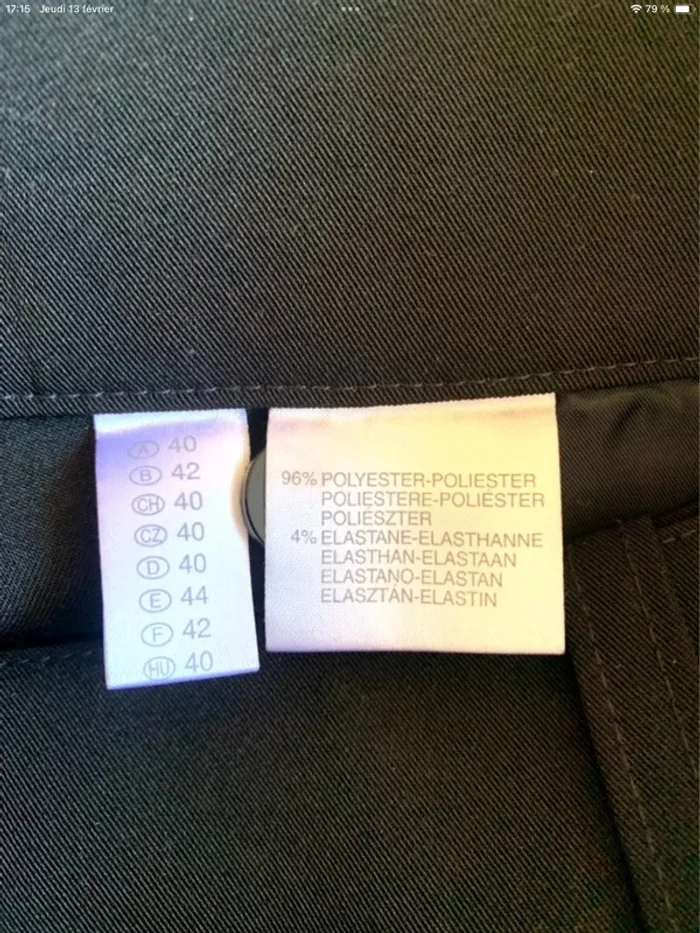 17:15 Jeudi 13 février
79 %
A 40
B 42
CH 40
CZ 40
D 40
E 44
F 42
HU 40
96% POLYESTER-POLIESTER
POLIESTERE-POLIÉSTER
POLIÉSZTER
4% ELASTANE-ELASTHANNE
ELASTHAN-ELASTAAN
ELASTANO-ELASTAN
ELASZTÁN-ELASTIN